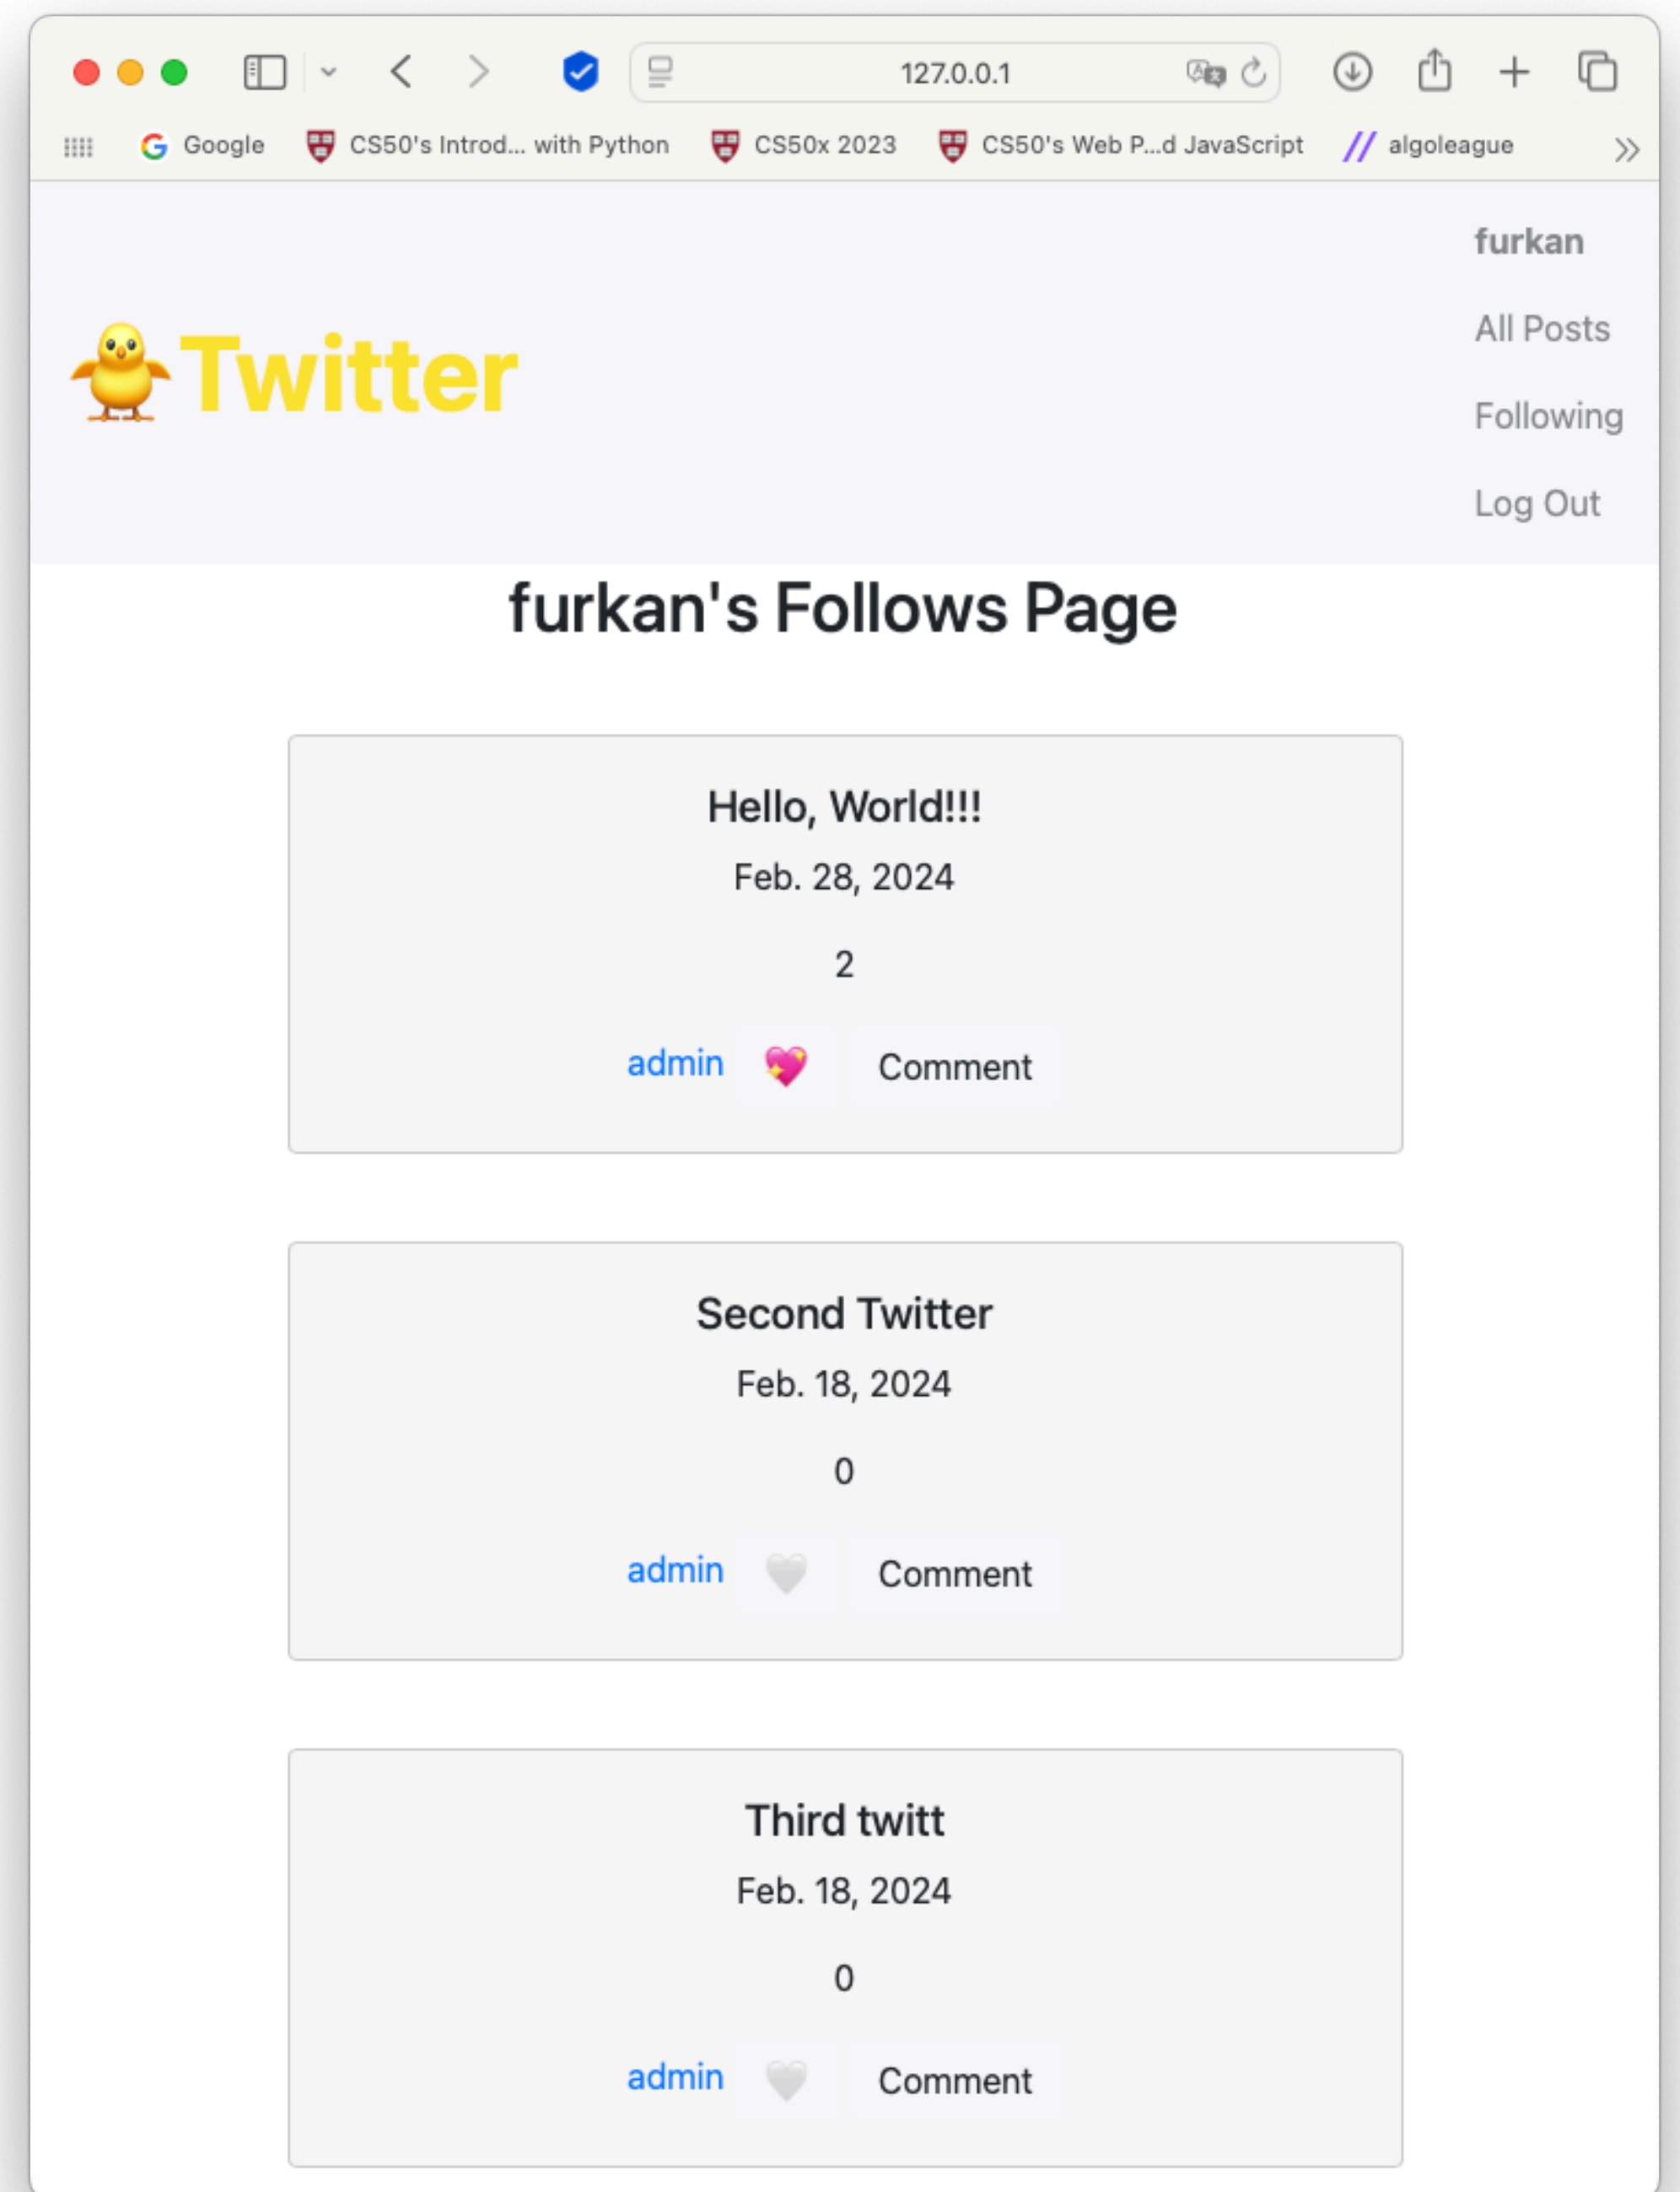 127.0.0.1
Google CS50's Introd... with Python CS50x 2023 CS50's Web P...d JavaScript algoleague
furkan
All Posts
Following
Log Out
Twitter
furkan's Follows Page
Hello, World!!!
Feb. 28, 2024
2
admin Comment
Second Twitter
Feb. 18, 2024
0
admin Comment
Third twitt
Feb. 18, 2024
0
admin Comment